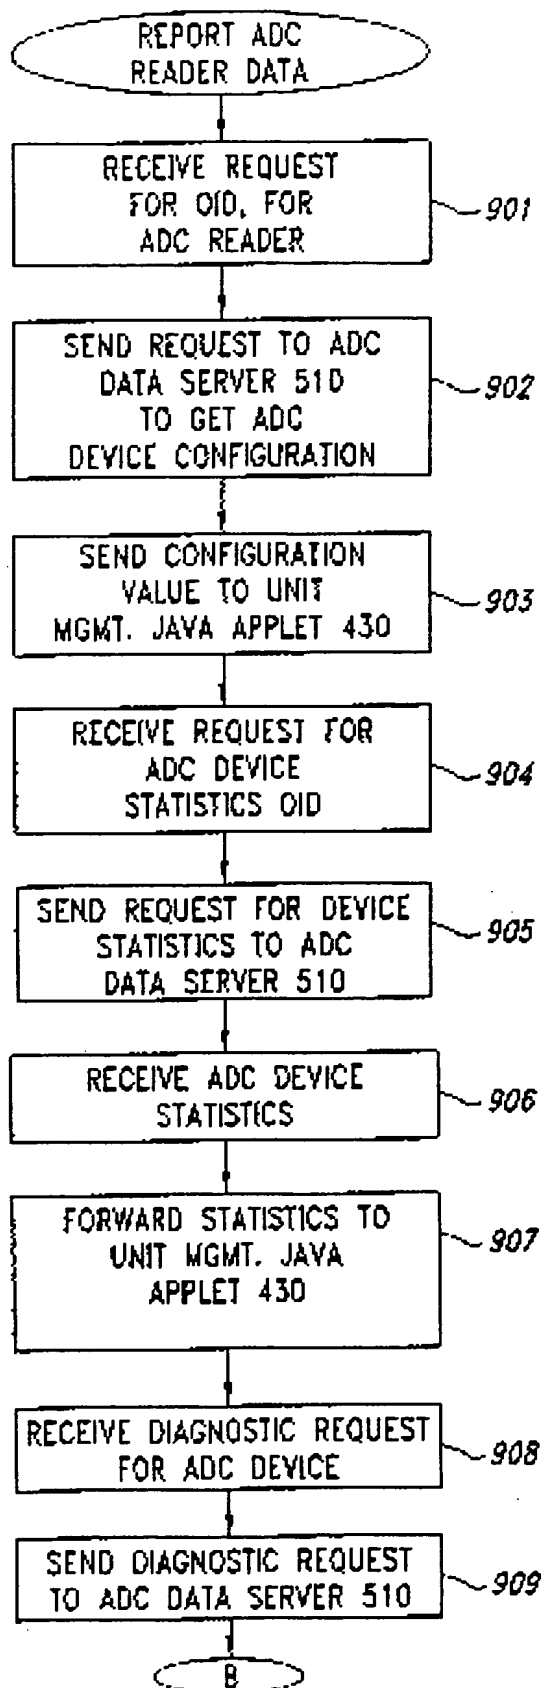 REPORT ADC
READER DATA
RECEIVE REQUEST
FOR OID, FOR
ADC READER
901
SEND REQUEST TO ADC
DATA SERVER 510
TO GET ADC
DEVICE CONFIGURATION
902
SEND CONFIGURATION
VALUE TO UNIT
MGMT. JAVA APPLET 430
903
RECEIVE REQUEST FOR
ADC DEVICE
STATISTICS OID
904
SEND REQUEST FOR DEVICE
STATISTICS TO ADC
DATA SERVER 510
905
RECEIVE ADC DEVICE
STATISTICS
906
FORWARD STATISTICS TO
UNIT MGMT. JAVA
APPLET 430
907
RECEIVE DIAGNOSTIC REQUEST
FOR ADC DEVICE
908
SEND DIAGNOSTIC REQUEST
TO ADC DATA SERVER 510
909
B